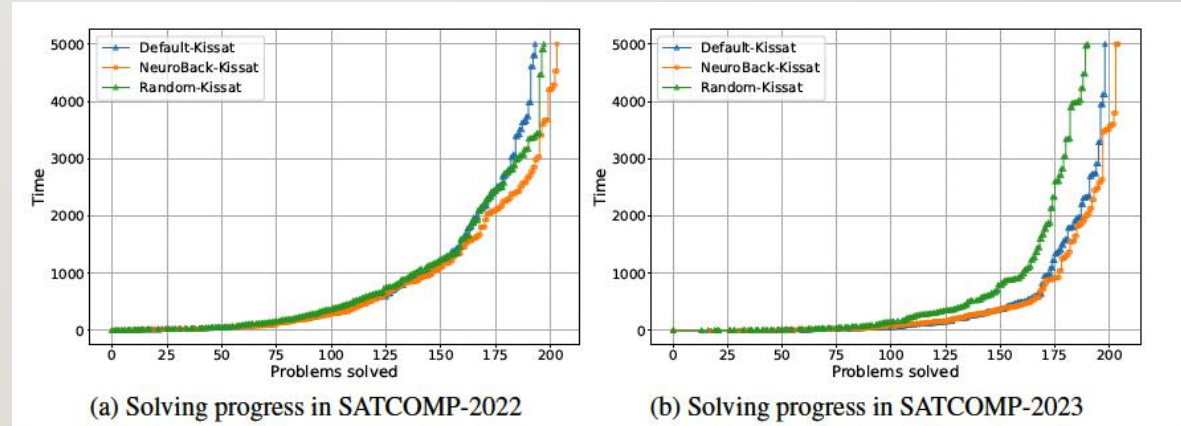 5000
4000
3000
2000
1000
0
Time
Default-Kissat
NeuroBack-Kissat
Random-Kissat
0 25 50 75 100 125 150 175 200
Problems solved
(a) Solving progress in SATCOMP-2022
5000
4000
3000
2000
1000
0
Time
Default-Kissat
NeuroBack-Kissat
Random-Kissat
0 25 50 75 100 125 150 175 200
Problems solved
(b) Solving progress in SATCOMP-2023